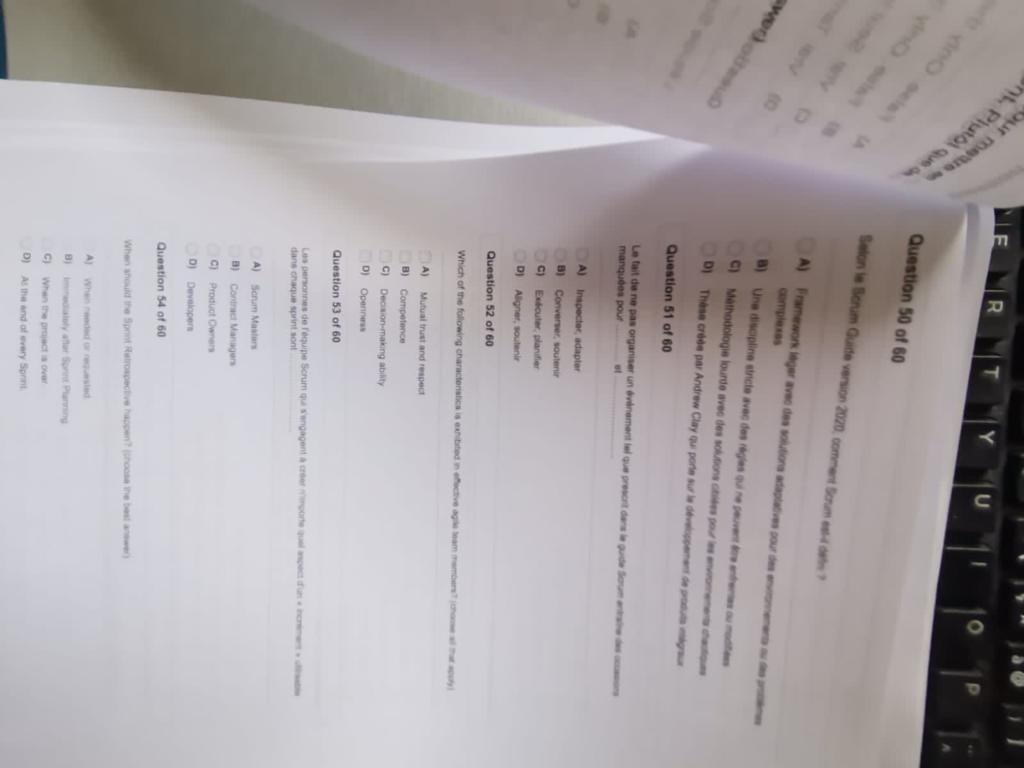 E R T Y U I O P
our mettre en
ent. Plutôt que de
Question 50 of 60
Selon le Scrum Guide version 2020, comment Scrum est-il défini ?
A) Framework léger avec des solutions adaptatives pour des environnements ou des problèmes
complexes
B) Une discipline stricte avec des règles qui ne peuvent être enfreintes ou modifiées
C) Méthodologie lourde avec des solutions ciblées pour les environnements chaotiques
D) Thèse créée par Andrew Clay qui porte sur le développement de produits intégraux
Question 51 of 60
Le fait de ne pas organiser un événement tel que prescrit dans le guide Scrum entraîne des occasions
manquées pour .......... et ......................
A) Inspecter, adapter
B) Converser, soutenir
C) Exécuter, planifier
D) Aligner, soutenir
Question 52 of 60
Which of the following characteristics is exhibited in effective agile team members? (choose all that apply)
A) Mutual trust and respect
B) Competence
C) Decision-making ability
D) Openness
Question 53 of 60
Les personnes de l'équipe Scrum qui s'engagent à créer n'importe quel aspect d'un « incrément » utilisable
dans chaque sprint sont .....................
A) Scrum Masters
B) Contract Managers
C) Product Owners
D) Developers
Question 54 of 60
When should the Sprint Retrospective happen? (choose the best answer)
A) When needed or requested.
B) Immediately after Sprint Planning.
C) When the project is over.
D) At the end of every Sprint.